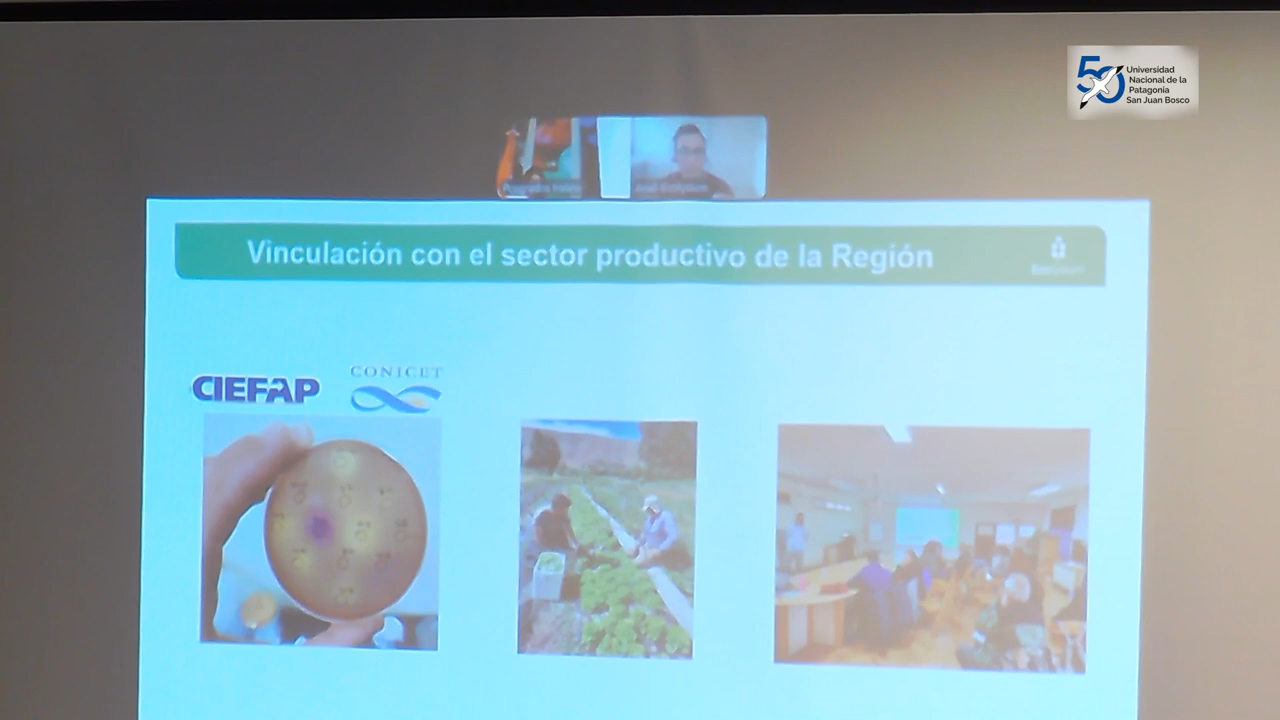 50
Universidad
Nacional de la
Patagonia
San Juan Bosco
Vinculación con el sector productivo de la Región
CIEFAP
CONICET